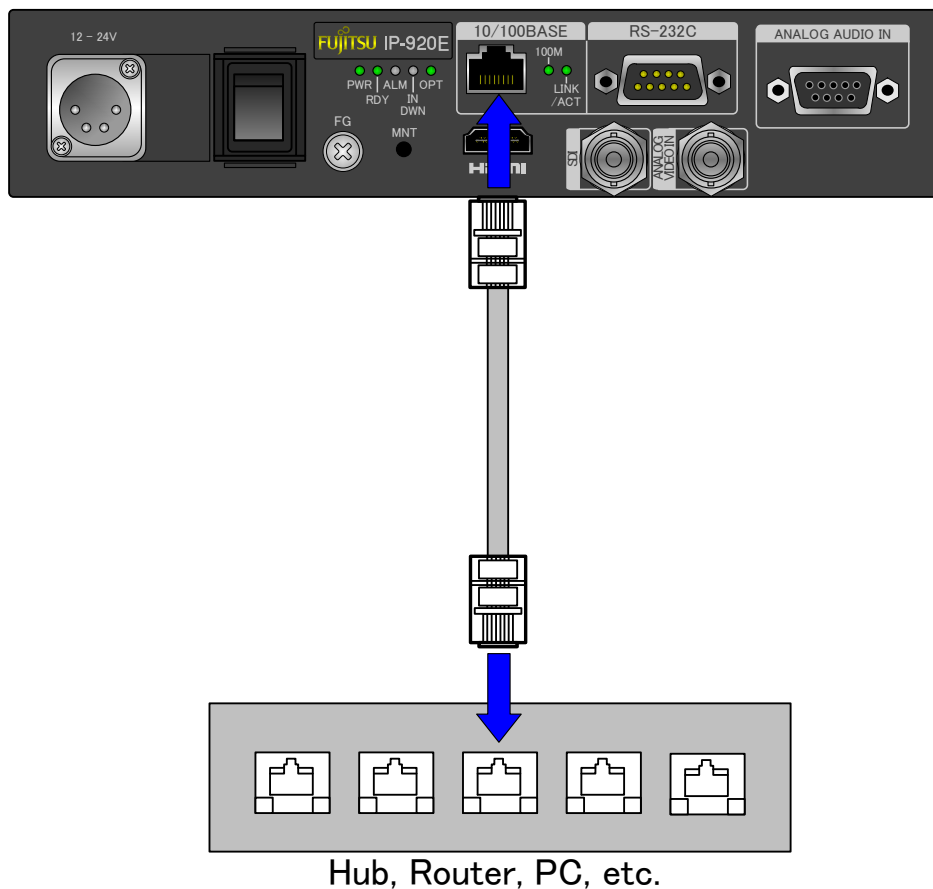 12 - 24V
FUJITSU IP-920E
10/100BASE
RS-232C
ANALOG AUDIO IN
100M
LINK
/ACT
PWR ALM IN OPT
RDY DWN
FG
MNT
SDI
ANALOG
VIDEO IN
Hub, Router, PC, etc.